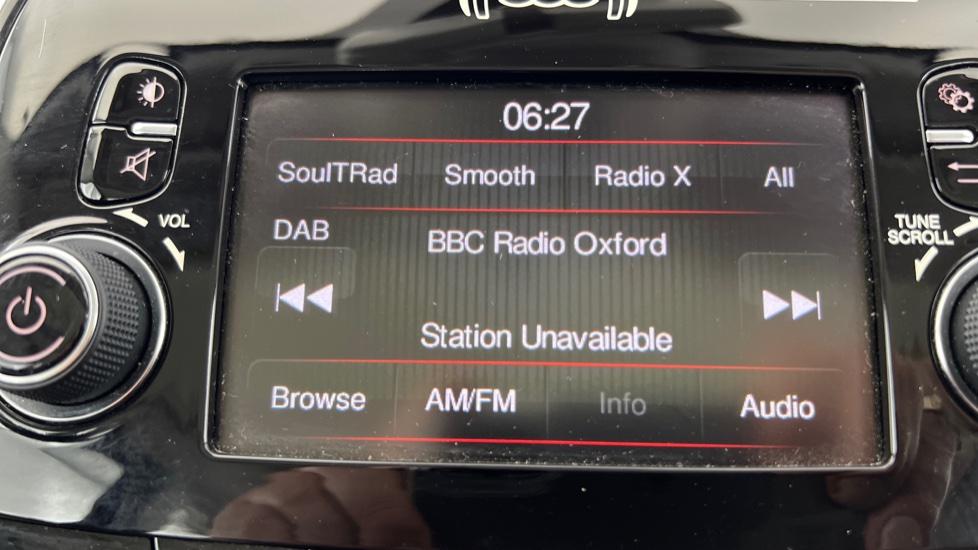 06:27
SoulTRad Smooth Radio X All
VOL
TUNE
SCROLL
DAB
BBC Radio Oxford
Station Unavailable
Browse AM/FM Info Audio